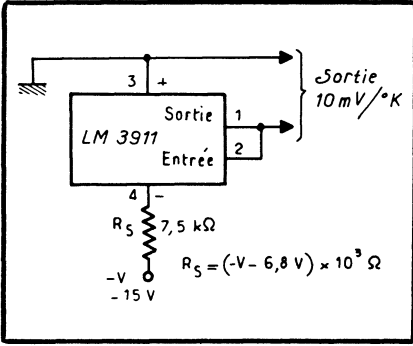 3 +
Sortie
10 mV/°K
Sortie 1
LM 3911
Entrée 2
4 –
R_S 7,5 kΩ
R_S = (-V – 6,8 V) × 10³ Ω
-V
– 15 V